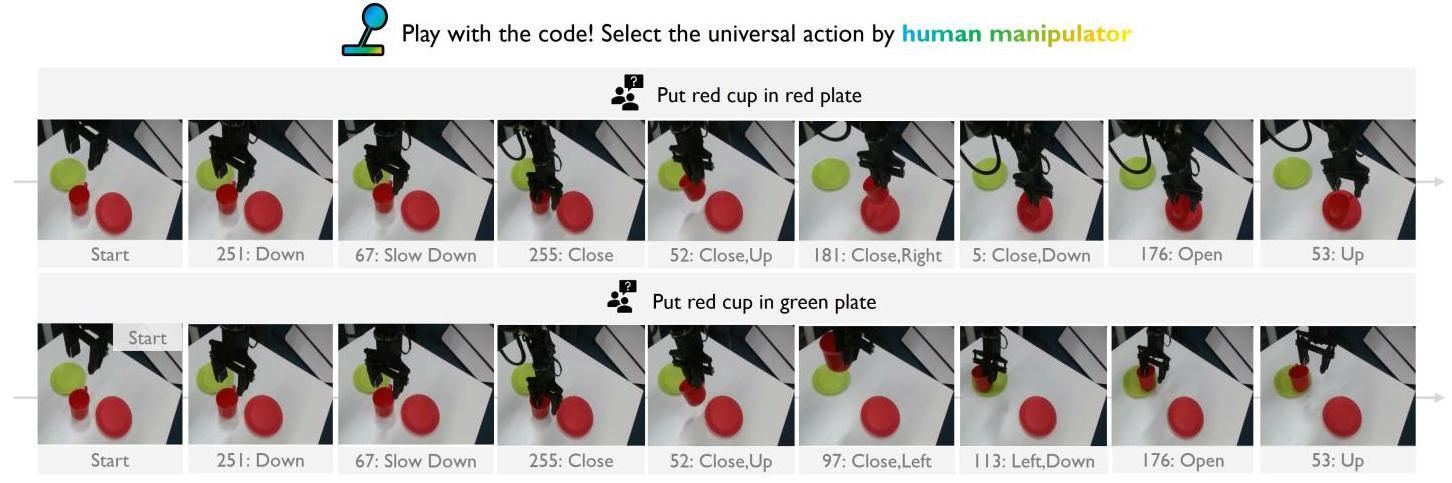 Play with the code! Select the universal action by human manipulator
?
Put red cup in red plate
Start
251: Down
67: Slow Down
255: Close
52: Close,Up
181: Close,Right
5: Close,Down
176: Open
53: Up
?
Put red cup in green plate
Start
Start
251: Down
67: Slow Down
255: Close
52: Close,Up
97: Close,Left
113: Left,Down
176: Open
53: Up